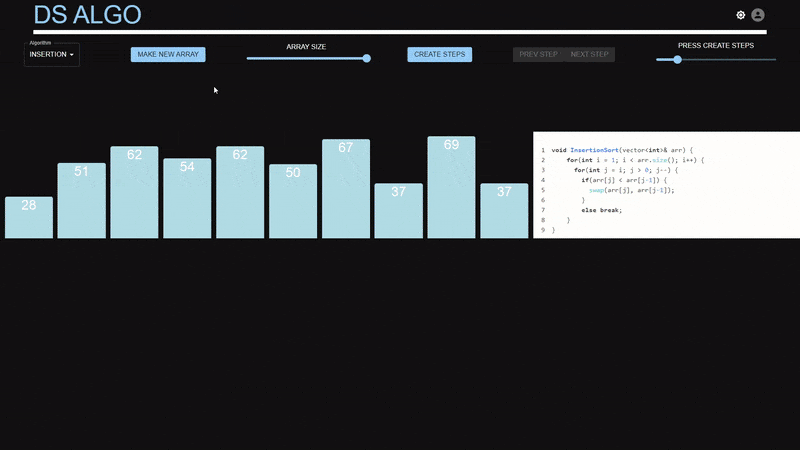 DS ALGO
Algorithm
INSERTION
MAKE NEW ARRAY
ARRAY SIZE
CREATE STEPS
PREV STEP NEXT STEP
PRESS CREATE STEPS
28 51 62 54 62 50 67 37 69 37
1 void InsertionSort(vector<int>& arr) {
2 for(int i = 1; i < arr.size(); i++) {
3 for(int j = i; j > 0; j--) {
4 if(arr[j] < arr[j-1]) {
5 swap(arr[j], arr[j-1]);
6 }
7 else break;
8 }
9 }